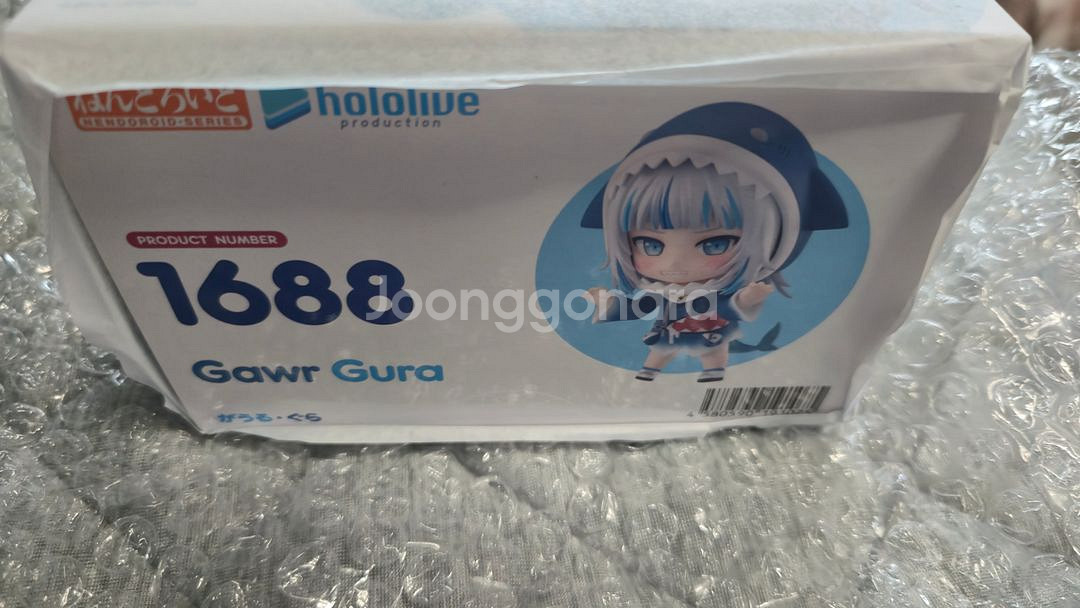 ねんどろいど
NENDOROID-SERIES
hololive
production
PRODUCT NUMBER
1688
Joonggonara
Gawr Gura
がうる・ぐら